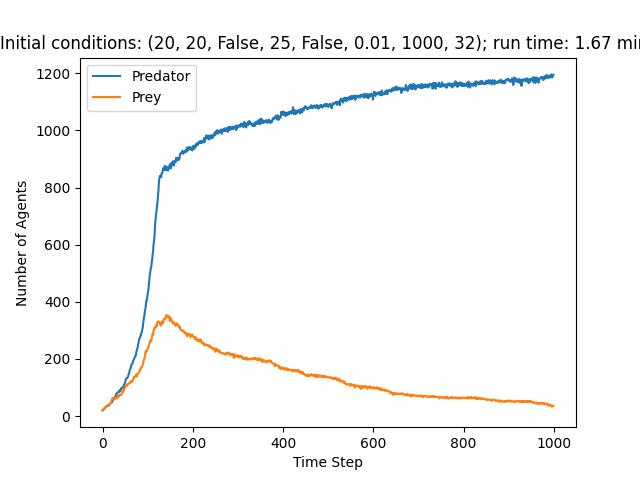 Initial conditions: (20, 20, False, 25, False, 0.01, 1000, 32); run time: 1.67
Predator
Prey
1200
1000
800
600
400
200
0
Number of Agents
0 200 400 600 800 1000
Time Step